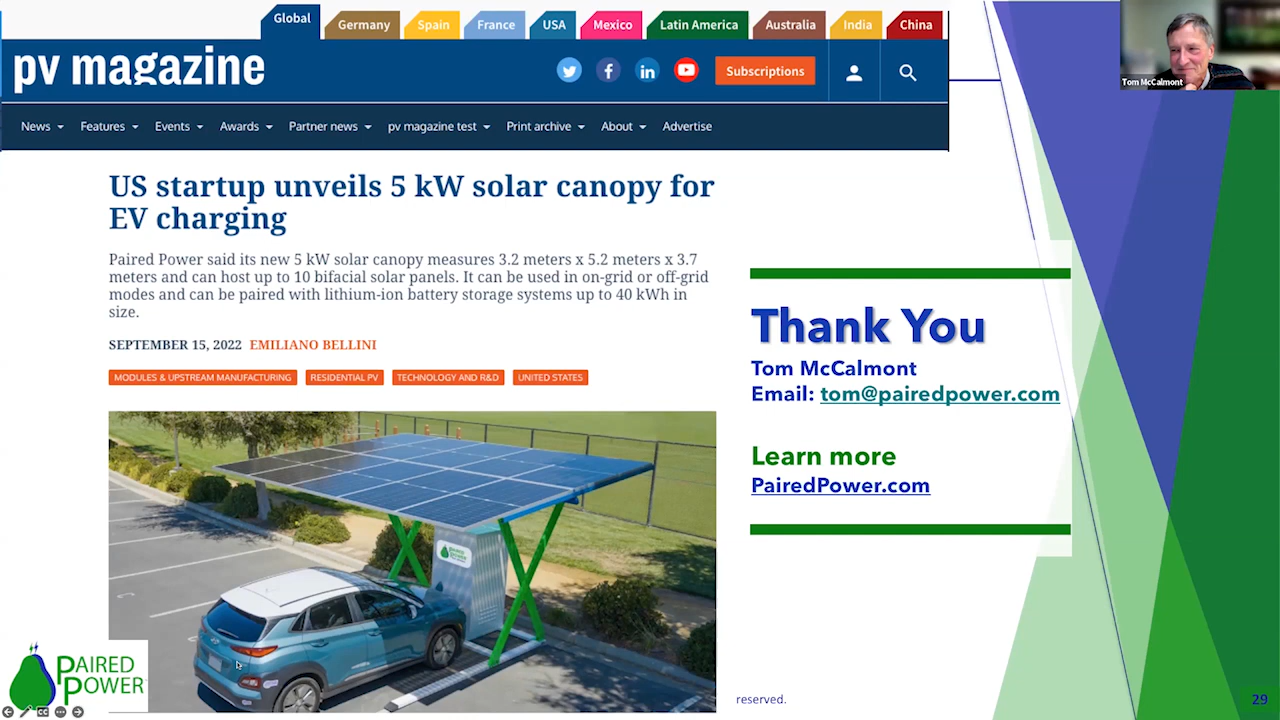 Global
Germany
Spain
France
USA
Mexico
Latin America
Australia
India
China
pv magazine
Subscriptions
News
Features
Events
Awards
Partner news
pv magazine test
Print archive
About
Advertise
Tom McCalmont
US startup unveils 5 kW solar canopy for
EV charging
Paired Power said its new 5 kW solar canopy measures 3.2 meters x 5.2 meters x 3.7
meters and can host up to 10 bifacial solar panels. It can be used in on-grid or off-grid
modes and can be paired with lithium-ion battery storage systems up to 40 kWh in
size.
SEPTEMBER 15, 2022 EMILIANO BELLINI
MODULES & UPSTREAM MANUFACTURING
RESIDENTIAL PV
TECHNOLOGY AND R&D
UNITED STATES
Thank You
Tom McCalmont
Email: tom@pairedpower.com
Learn more
PairedPower.com
PAIRED
POWER
PAIRED
POWER
reserved.
29